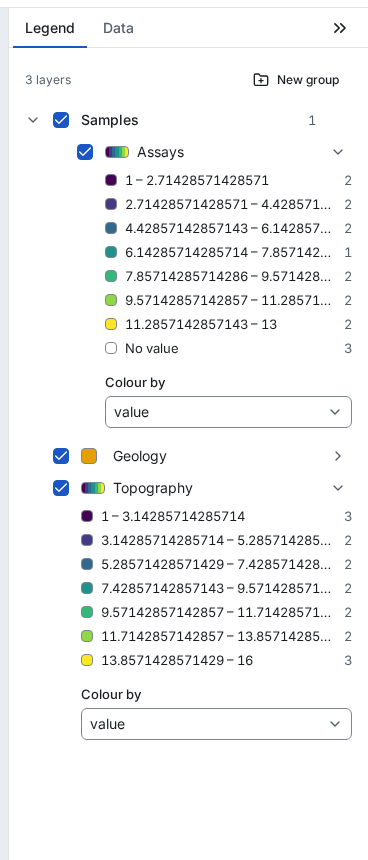 Legend Data
3 layers New group
Samples 1
Assays
1 – 2.71428571428571 2
2.71428571428571 – 4.428571... 2
4.42857142857143 – 6.142857... 2
6.14285714285714 – 7.857142... 1
7.85714285714286 – 9.571428... 2
9.57142857142857 – 11.28571... 2
11.2857142857143 – 13 2
No value 3
Colour by
value
Geology
Topography
1 – 3.14285714285714 3
3.14285714285714 – 5.285714285... 2
5.28571428571429 – 7.428571428... 2
7.42857142857143 – 9.571428571... 2
9.57142857142857 – 11.71428571... 2
11.7142857142857 – 13.85714285... 2
13.8571428571429 – 16 3
Colour by
value